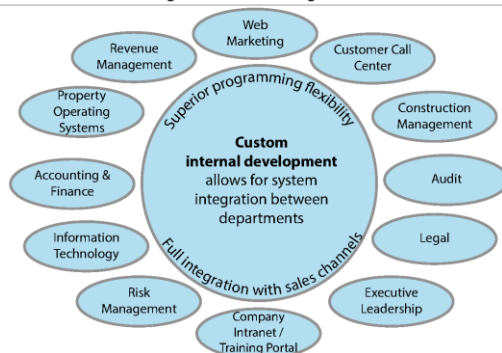 Web
Marketing
Revenue
Management
Customer Call
Center
Property
Operating
Systems
Construction
Management
Superior programming flexibility
Custom
internal development
allows for system
integration between
departments
Full integration with sales channels
Accounting &
Finance
Audit
Information
Technology
Legal
Risk
Management
Executive
Leadership
Company
Intranet /
Training Portal